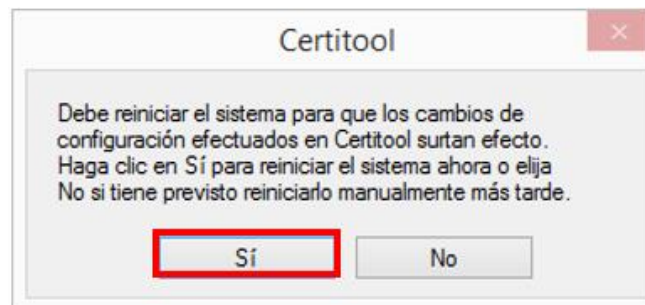 Certitool
Debe reiniciar el sistema para que los cambios de
configuración efectuados en Certitool surtan efecto.
Haga clic en Sí para reiniciar el sistema ahora o elija
No si tiene previsto reiniciarlo manualmente más tarde.
Sí
No